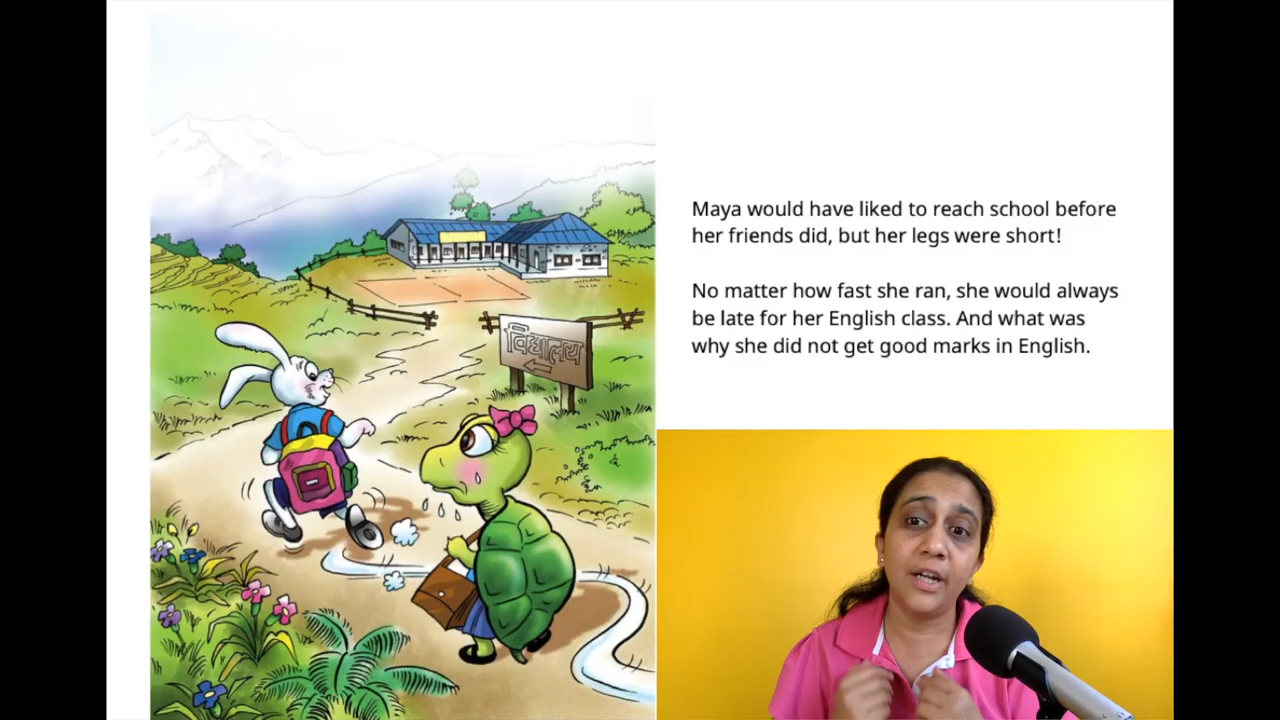 Maya would have liked to reach school before
her friends did, but her legs were short!
No matter how fast she ran, she would always
be late for her English class. And what was
why she did not get good marks in English.
विद्यालय